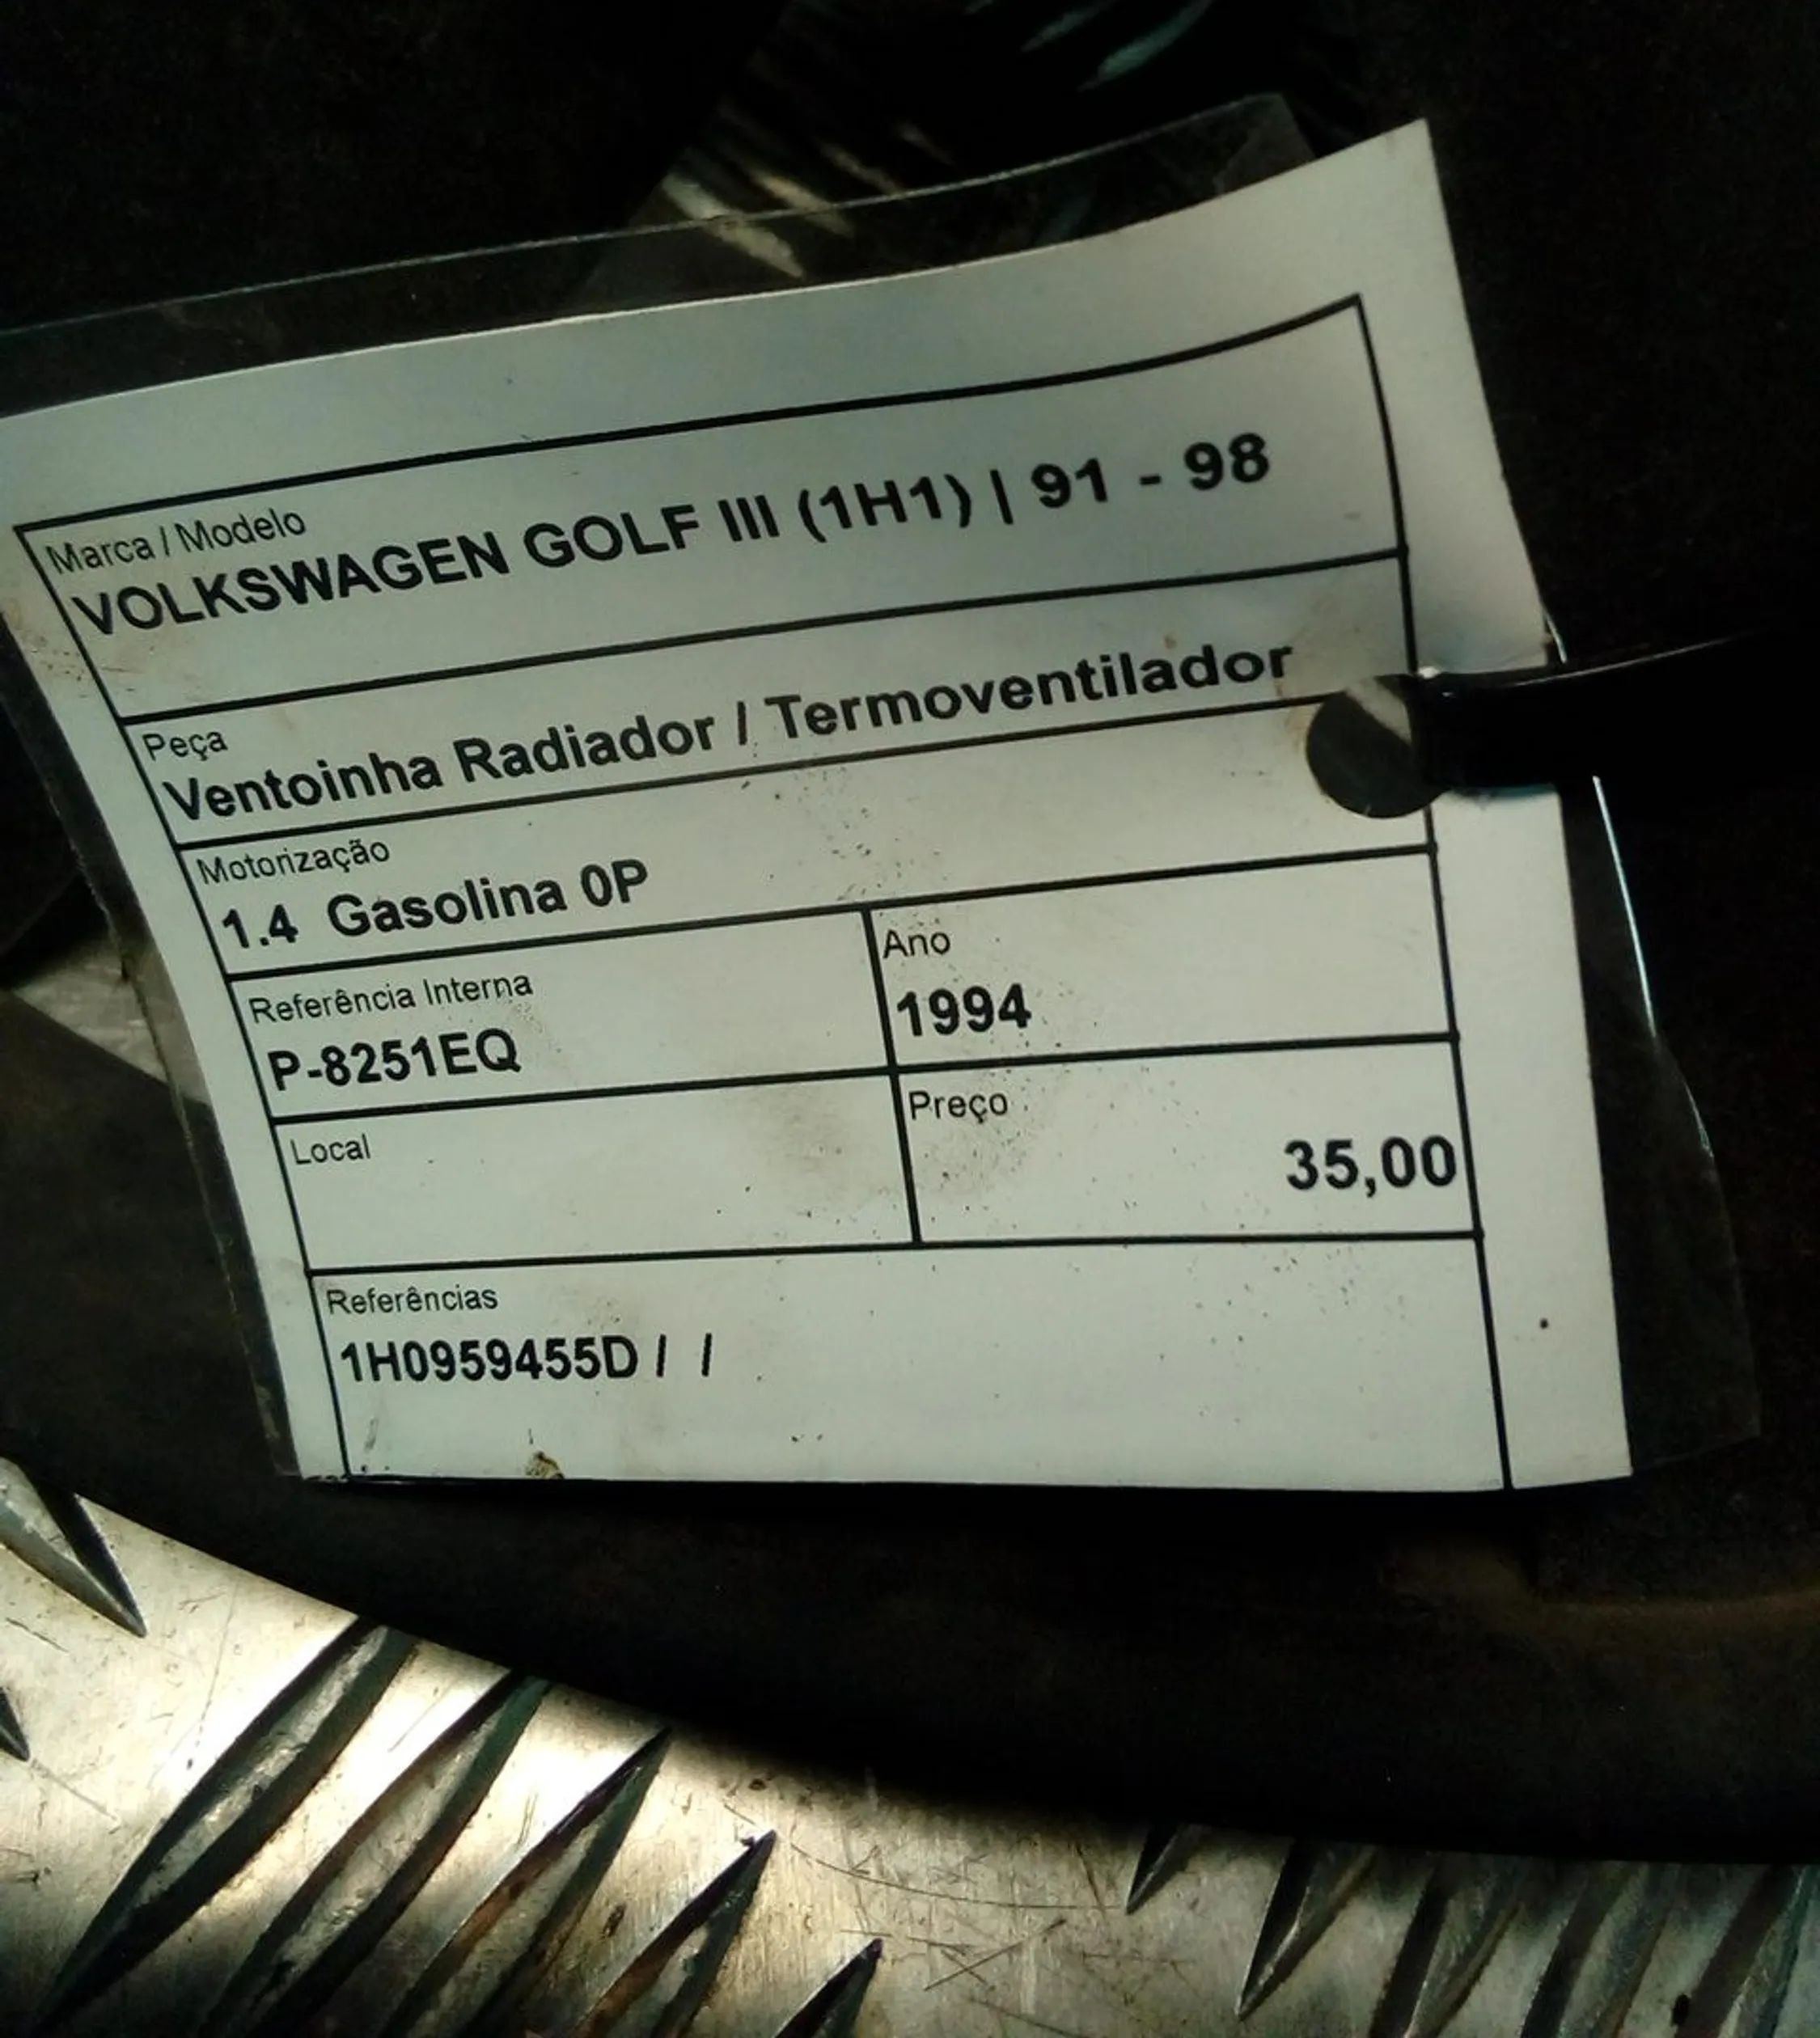 Marca / Modelo
VOLKSWAGEN GOLF III (1H1) | 91 - 98
Peça
Ventoinha Radiador / Termoventilador
Motorização
1.4 Gasolina 0P
Referência Interna
P-8251EQ
Ano
1994
Local
Preço
35,00
Referências
1H0959455D / /